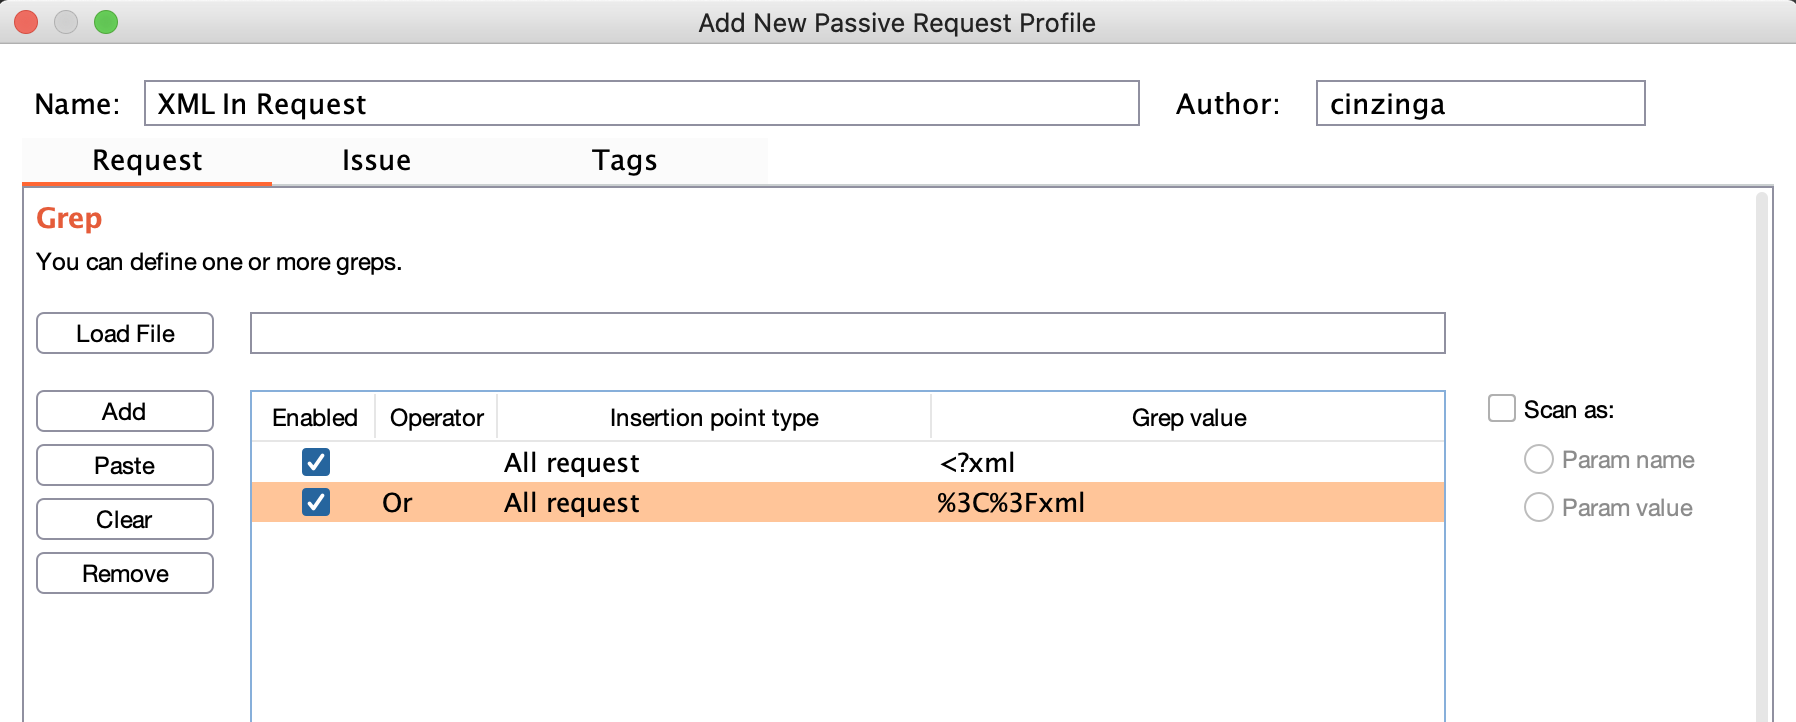 Add New Passive Request Profile
Name: XML In Request Author: cinzinga
Request Issue Tags
Grep
You can define one or more greps.
Load File
Add
Paste
Clear
Remove
Enabled Operator Insertion point type Grep value
All request <?xml
Or All request %3C%3Fxml
Scan as:
Param name
Param value